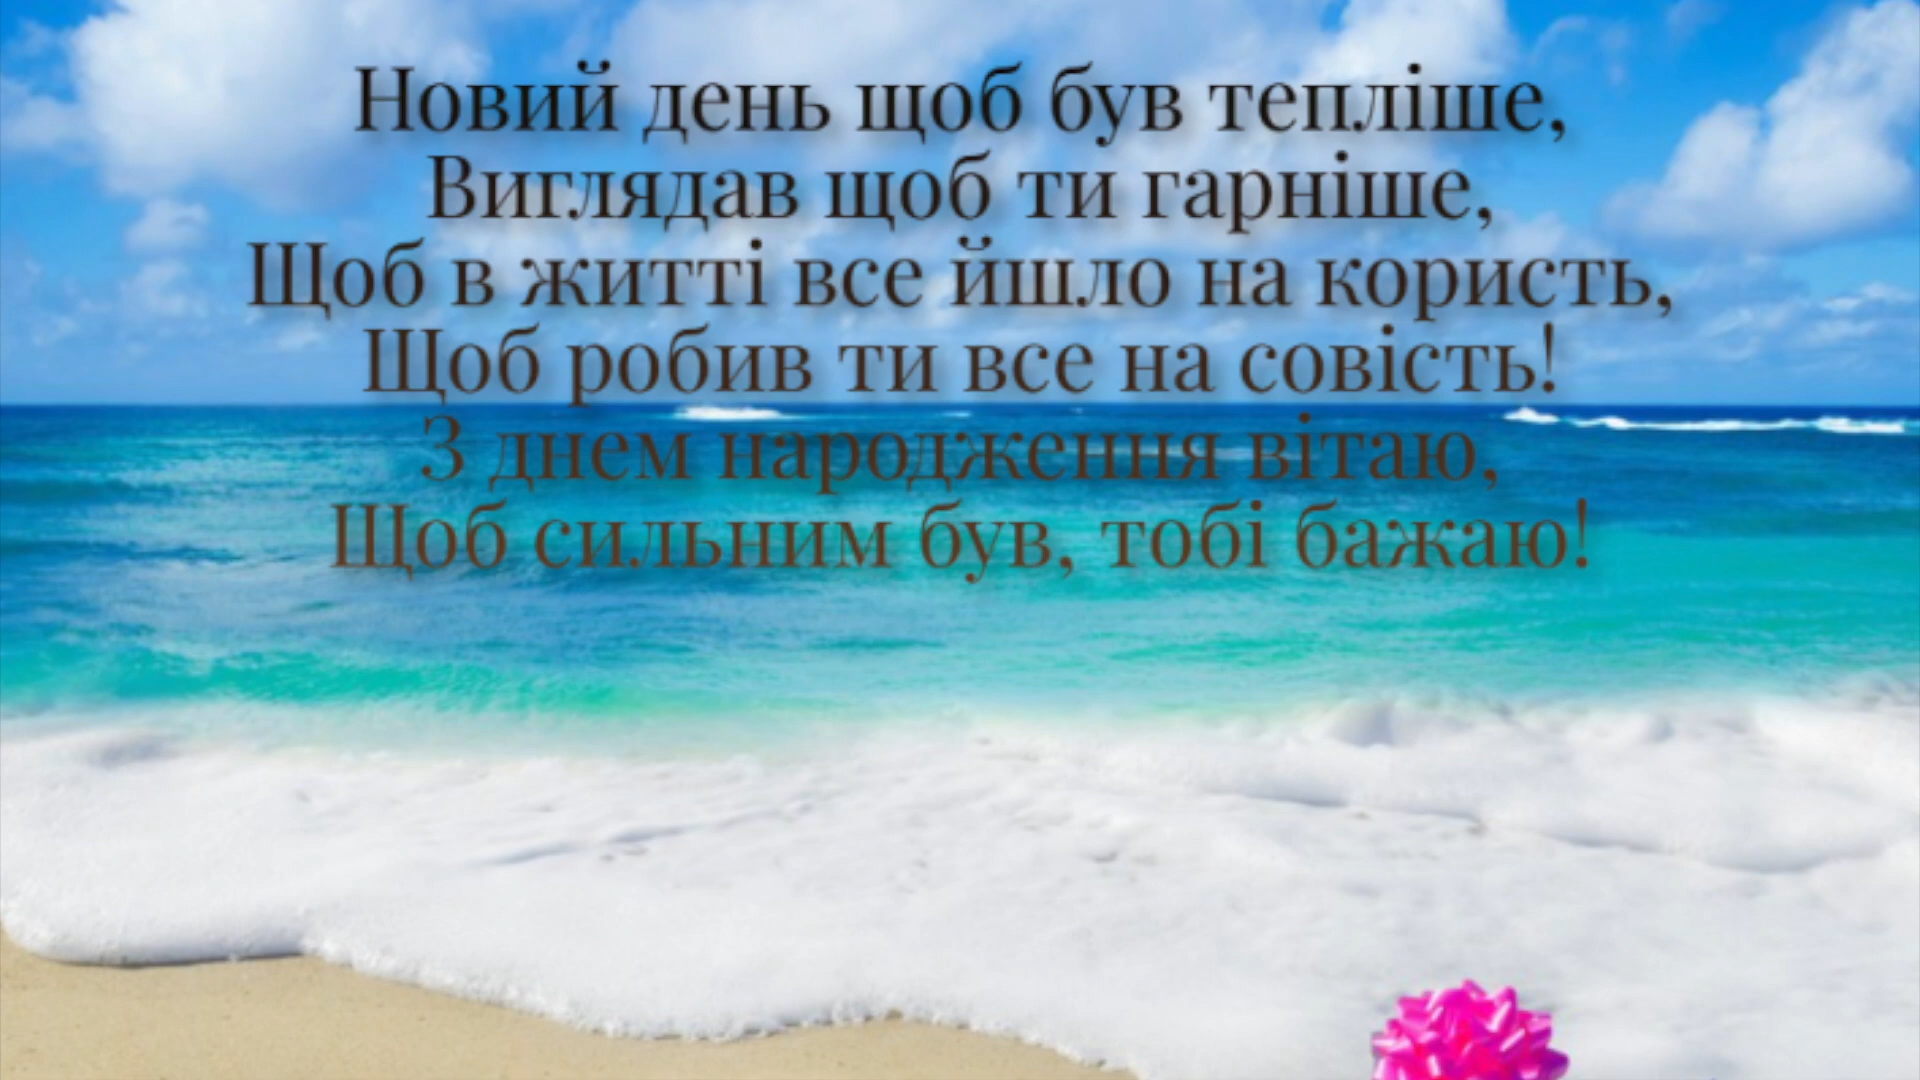 Новий день щоб був тепліше,
Виглядав щоб ти гарніше,
Щоб в житті все йшло на користь,
Щоб робив ти все на совість!
З днем народження вітаю,
Щоб сильним був, тобі бажаю!